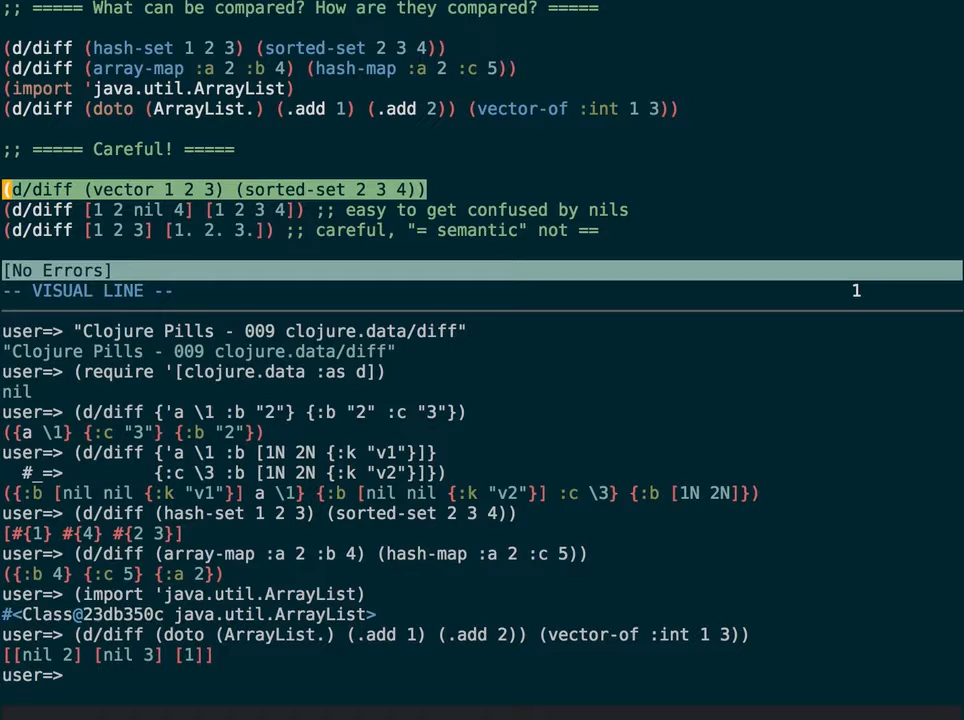 ;; ===== What can be compared? How are they compared? =====
(d/diff (hash-set 1 2 3) (sorted-set 2 3 4))
(d/diff (array-map :a 2 :b 4) (hash-map :a 2 :c 5))
(import 'java.util.ArrayList)
(d/diff (doto (ArrayList.) (.add 1) (.add 2)) (vector-of :int 1 3))
;; ===== Careful! =====
(d/diff (vector 1 2 3) (sorted-set 2 3 4))
(d/diff [1 2 nil 4] [1 2 3 4]) ;; easy to get confused by nils
(d/diff [1 2 3] [1. 2. 3.]) ;; careful, "= semantic" not ==
[No Errors]
-- VISUAL LINE -- 1
user=> "Clojure Pills - 009 clojure.data/diff"
"Clojure Pills - 009 clojure.data/diff"
user=> (require '[clojure.data :as d])
nil
user=> (d/diff {'a \1 :b "2"} {:b "2" :c "3"})
({a \1} {:c "3"} {:b "2"})
user=> (d/diff {'a \1 :b [1N 2N {:k "v1"}]}
#_=> {:c \3 :b [1N 2N {:k "v2"}]})
({:b [nil nil {:k "v1"}] a \1} {:b [nil nil {:k "v2"}] :c \3} {:b [1N 2N]})
user=> (d/diff (hash-set 1 2 3) (sorted-set 2 3 4))
[#{1} #{4} #{2 3}]
user=> (d/diff (array-map :a 2 :b 4) (hash-map :a 2 :c 5))
({:b 4} {:c 5} {:a 2})
user=> (import 'java.util.ArrayList)
#<Class@23db350c java.util.ArrayList>
user=> (d/diff (doto (ArrayList.) (.add 1) (.add 2)) (vector-of :int 1 3))
[[nil 2] [nil 3] [1]]
user=>